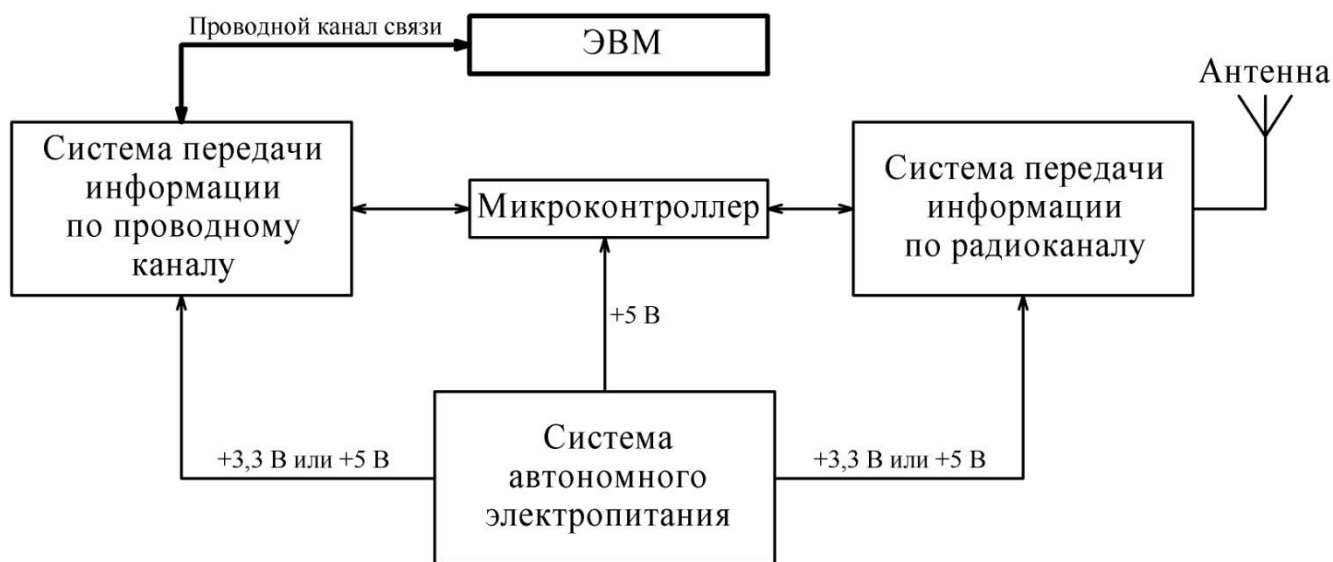 Проводной канал связи
ЭВМ
Антенна
Система передачи
информации
по проводному
каналу
Микроконтроллер
Система передачи
информации
по радиоканалу
+5 В
+3,3 В или +5 В
Система
автономного
электропитания
+3,3 В или +5 В